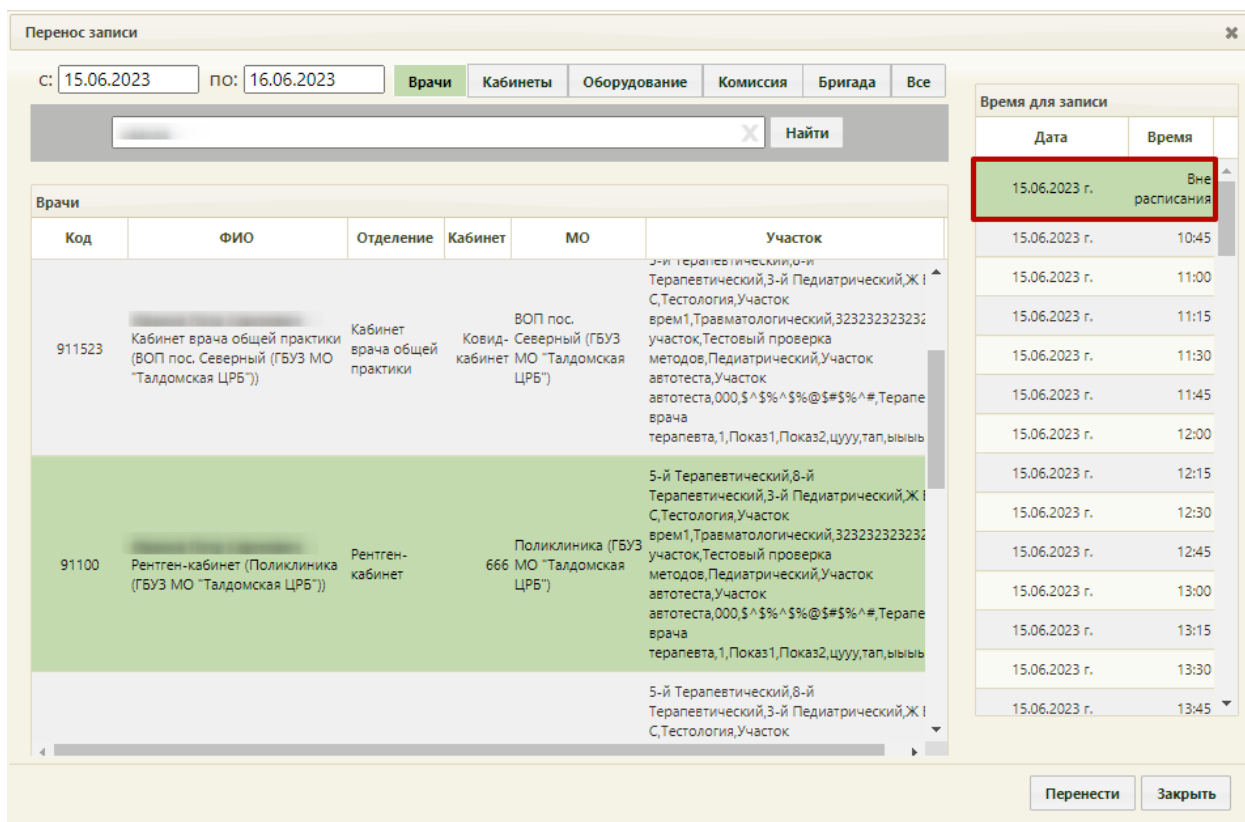 Перенос записи
с: 15.06.2023 по: 16.06.2023 Врачи Кабинеты Оборудование Комиссия Бригада Все
Найти
Врачи
Код ФИО Отделение Кабинет МО Участок
Терапевтический,3-й Педиатрический,Ж
С,Тестология,Участок
врем1,Травматологический,323232323232
участок,Тестовый проверка
методов,Педиатрический,Участок
автотеста,Участок
автотеста,000,$^$%^$%@$#$%^#,Терапе
врача
терапевта,1,Показ1,Показ2,цууу,тап,ыыыь
911523
Кабинет врача общей практики
(ВОП пос. Северный (ГБУЗ МО
"Талдомская ЦРБ"))
Кабинет
врача общей
практики
Ковид-
кабинет
ВОП пос.
Северный (ГБУЗ
МО "Талдомская
ЦРБ")
5-й Терапевтический,8-й
Терапевтический,3-й Педиатрический,Ж
С,Тестология,Участок
врем1,Травматологический,323232323232
участок,Тестовый проверка
методов,Педиатрический,Участок
автотеста,Участок
автотеста,000,$^$%^$%@$#$%^#,Терапе
врача
терапевта,1,Показ1,Показ2,цууу,тап,ыыыь
91100
Рентген-кабинет (Поликлиника
(ГБУЗ МО "Талдомская ЦРБ"))
Рентген-
кабинет
666
Поликлиника (ГБУЗ
МО "Талдомская
ЦРБ")
5-й Терапевтический,8-й
Терапевтический,3-й Педиатрический,Ж
С,Тестология,Участок
Время для записи
Дата Время
15.06.2023 г. Вне
расписания
15.06.2023 г. 10:45
15.06.2023 г. 11:00
15.06.2023 г. 11:15
15.06.2023 г. 11:30
15.06.2023 г. 11:45
15.06.2023 г. 12:00
15.06.2023 г. 12:15
15.06.2023 г. 12:30
15.06.2023 г. 12:45
15.06.2023 г. 13:00
15.06.2023 г. 13:15
15.06.2023 г. 13:30
15.06.2023 г. 13:45
Перенести Закрыть